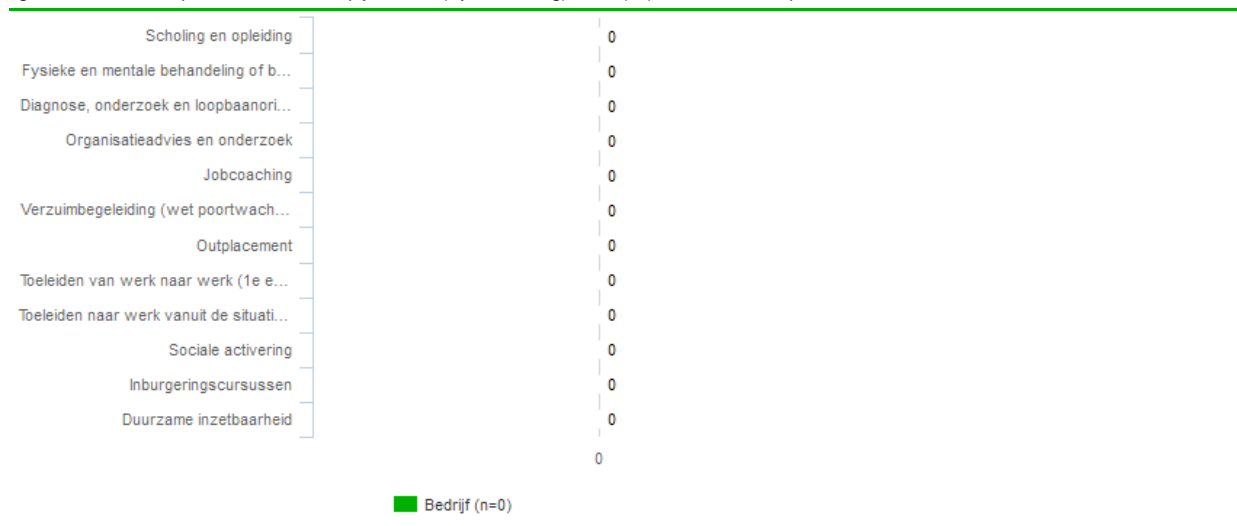 Scholing en opleiding 0
Fysieke en mentale behandeling of b... 0
Diagnose, onderzoek en loopbaanori... 0
Organisatieadvies en onderzoek 0
Jobcoaching 0
Verzuimbegeleiding (wet poortwach... 0
Outplacement 0
Toeleiden van werk naar werk (1e e... 0
Toeleiden naar werk vanuit de situati... 0
Sociale activering 0
Inburgeringscursussen 0
Duurzame inzetbaarheid 0
0
Bedrijf (n=0)